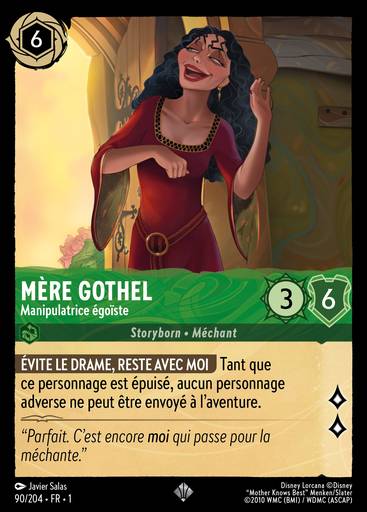 6
MÈRE GOTHEL
Manipulatrice égoïste
3
6
Storyborn • Méchant
ÉVITE LE DRAME, RESTE AVEC MOI Tant que
ce personnage est épuisé, aucun personnage
adverse ne peut être envoyé à l’aventure.
“Parfait. C’est encore moi qui passe pour la
méchante.”
Javier Salas
90/204 • FR • 1
Disney Lorcana ©Disney
"Mother Knows Best" Menken/Slater
©2010 WMC (BMI) / WDMC (ASCAP)